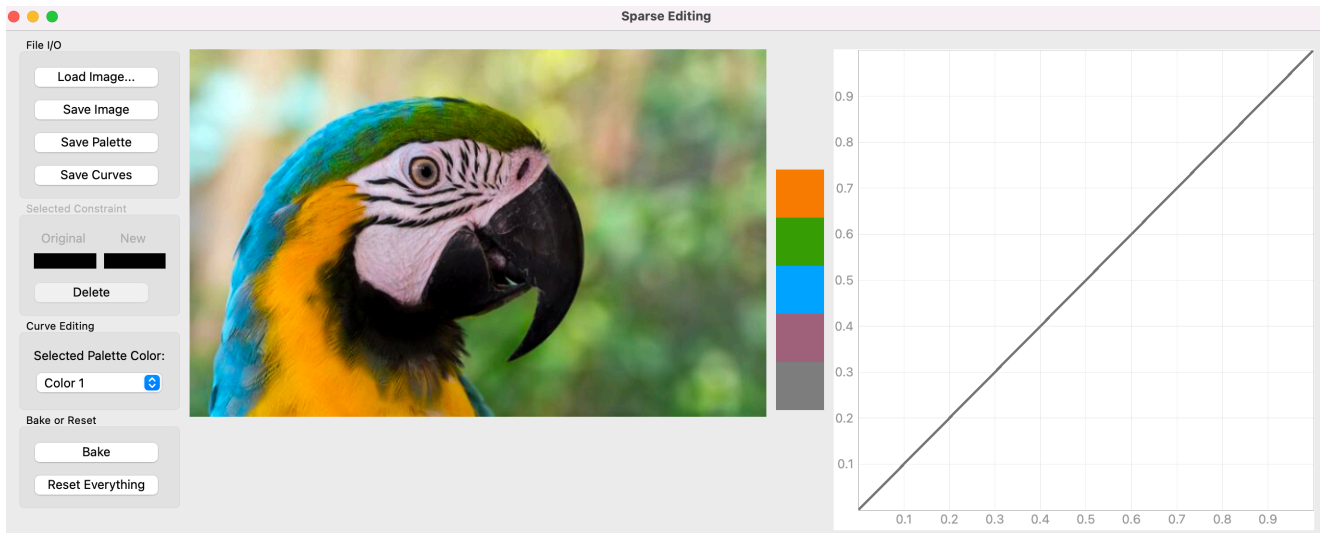 Sparse Editing
File I/O
Load Image...
Save Image
Save Palette
Save Curves
Selected Constraint
Original New
Delete
Curve Editing
Selected Palette Color:
Color 1
Bake or Reset
Bake
Reset Everything
0.9
0.8
0.7
0.6
0.5
0.4
0.3
0.2
0.1
0.1 0.2 0.3 0.4 0.5 0.6 0.7 0.8 0.9